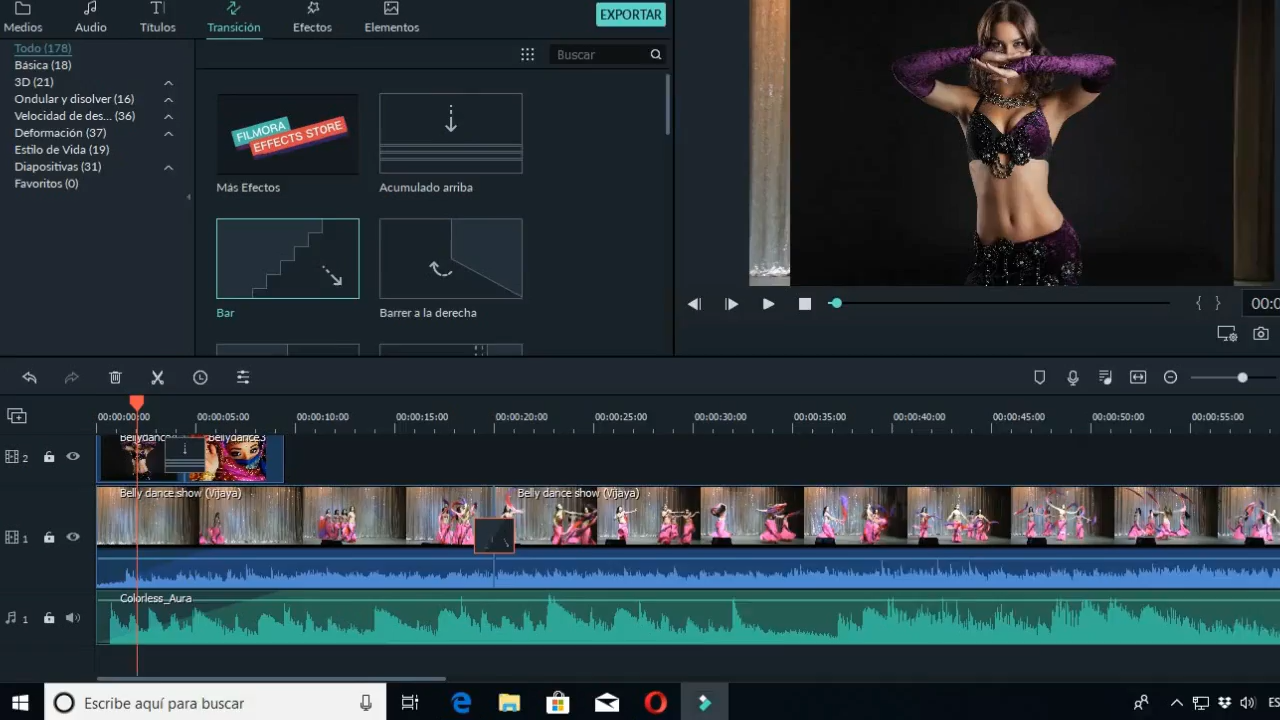 Medios Audio Títulos Transición Efectos Elementos EXPORTAR
Todo (178)
Básica (18)
3D (21)
Ondular y disolver (16)
Velocidad de des... (36)
Deformación (37)
Estilo de Vida (19)
Diapositivas (31)
Favoritos (0)
Buscar
FILMORA
EFFECTS STORE
Más Efectos
Acumulado arriba
Bar
Barrer a la derecha
{ }
00:0
00:00:00:00 00:00:05:00 00:00:10:00 00:00:15:00 00:00:20:00 00:00:25:00 00:00:30:00 00:00:35:00 00:00:40:00 00:00:45:00 00:00:50:00 00:00:55:00
2
Bellydance3
1
Belly dance show (Vijaya) Belly dance show (Vijaya)
1
Colorless_Aura
Escribe aquí para buscar
ES